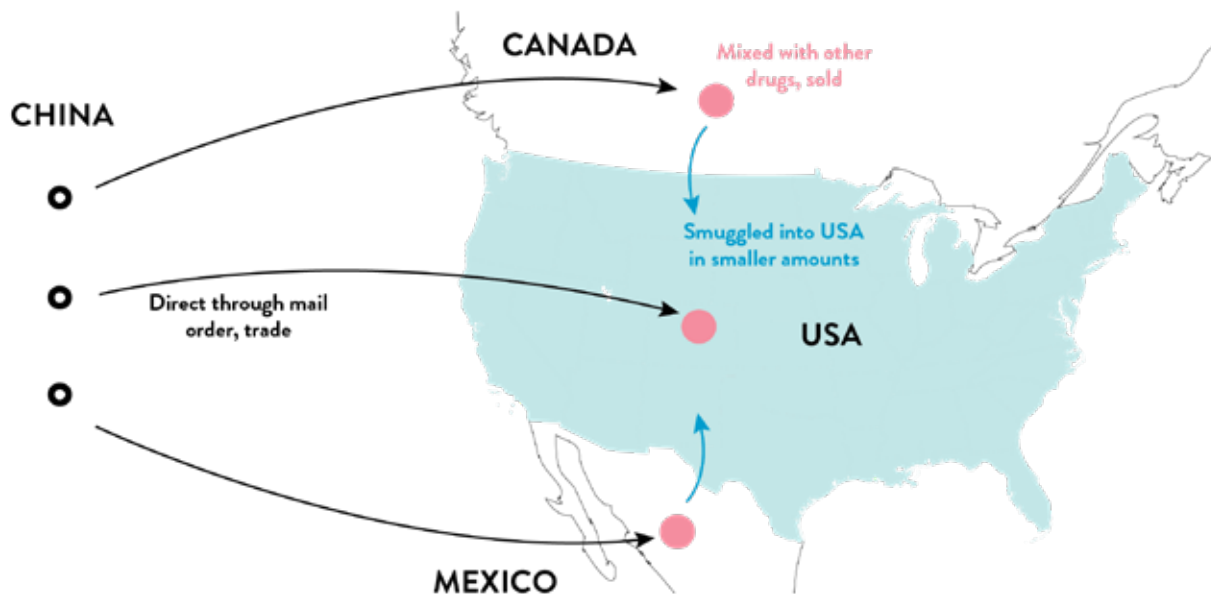 CANADA
Mixed with other
drugs, sold
CHINA
Smuggled into USA
in smaller amounts
Direct through mail
order, trade
USA
MEXICO